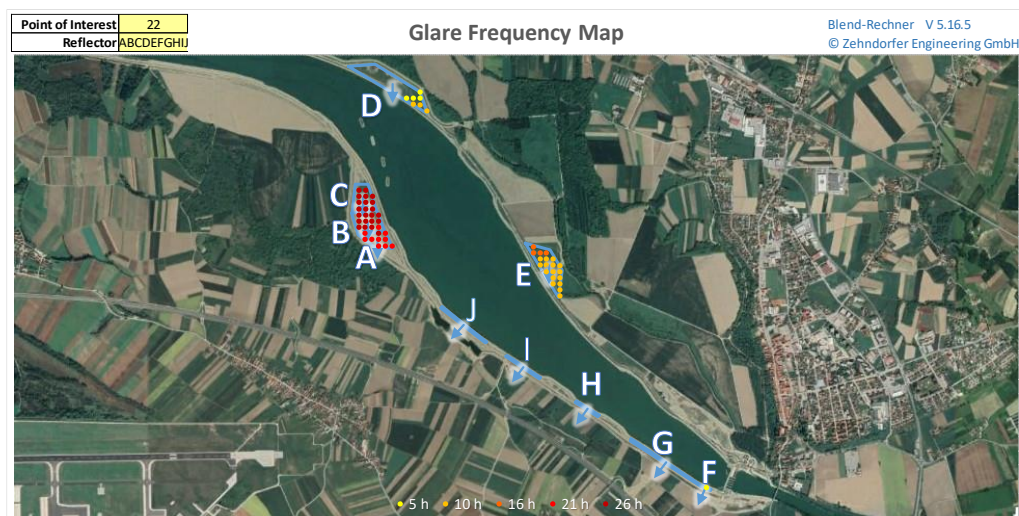 Point of Interest 22
Reflector ABCDEFGHIJ
Glare Frequency Map
Blend-Rechner V 5.16.5
© Zehndorfer Engineering GmbH
D
C
B
A
E
J
I
H
G
F
5 h 10 h 16 h 21 h 26 h